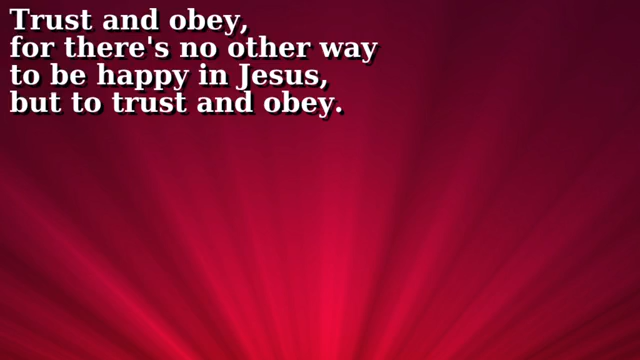 Trust and obey,
for there's no other way
to be happy in Jesus,
but to trust and obey.